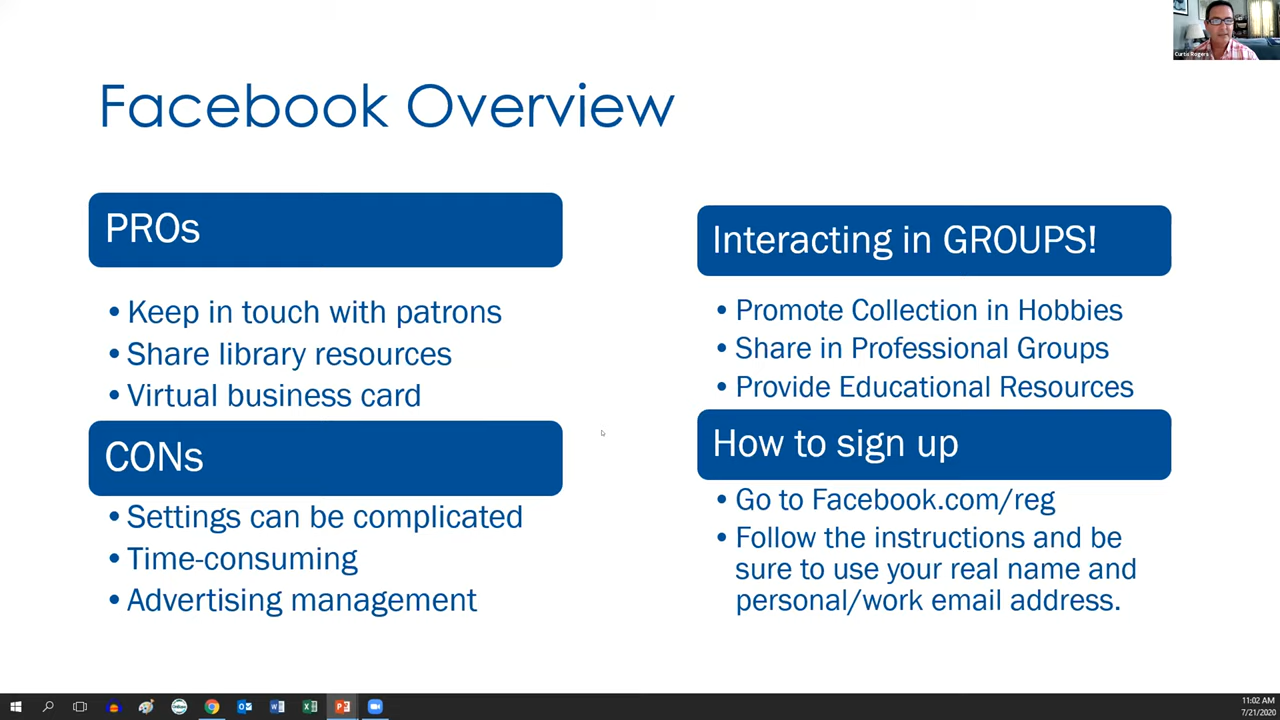 Curtis Rogers
Facebook Overview
PROs
• Keep in touch with patrons
• Share library resources
• Virtual business card
CONs
• Settings can be complicated
• Time-consuming
• Advertising management
Interacting in GROUPS!
• Promote Collection in Hobbies
• Share in Professional Groups
• Provide Educational Resources
How to sign up
• Go to Facebook.com/reg
• Follow the instructions and be
sure to use your real name and
personal/work email address.
11:02 AM
7/21/2020